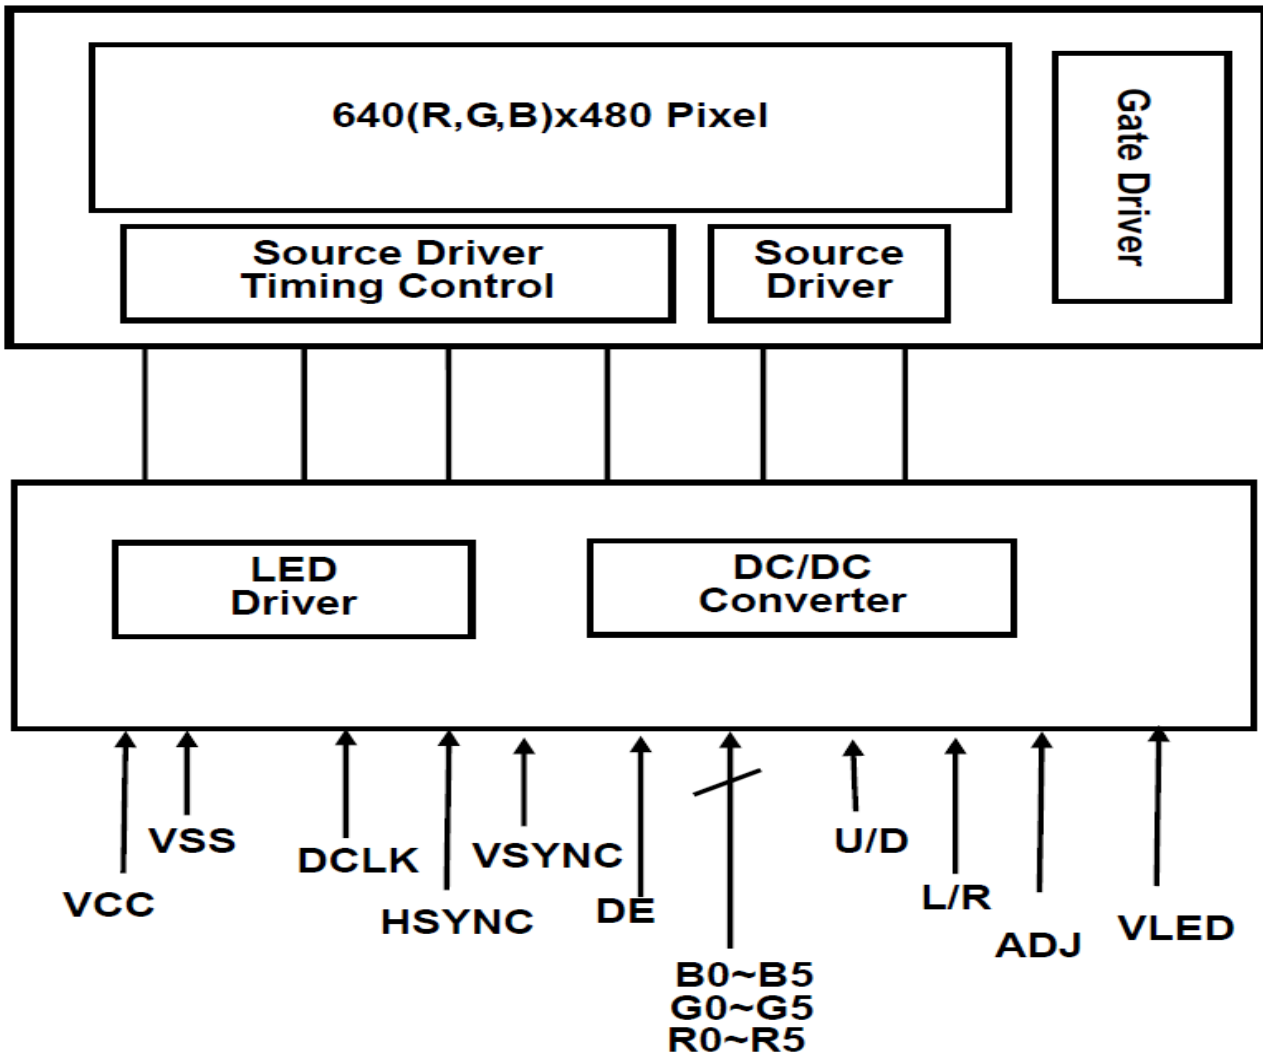 640(R,G,B)x480 Pixel
Gate Driver
Source Driver
Timing Control
Source
Driver
LED
Driver
DC/DC
Converter
VCC
VSS
DCLK
HSYNC
VSYNC
DE
B0~B5
G0~G5
R0~R5
U/D
L/R
ADJ
VLED